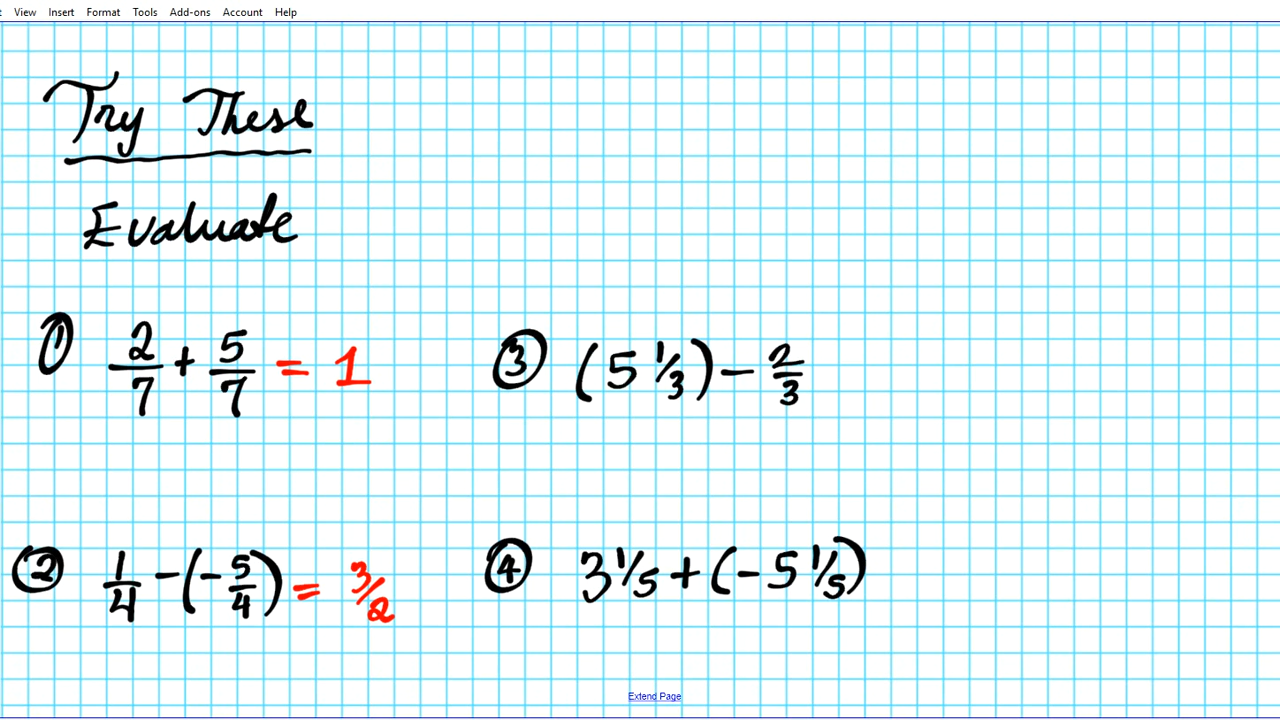 View Insert Format Tools Add-ons Account Help
Try These
Evaluate
① 2/7 + 5/7 = 1
② 1/4 - (- 5/4) = 3/2
③ (5 1/3) - 2/3
④ 3 1/5 + (- 5 1/5)
Extend Page